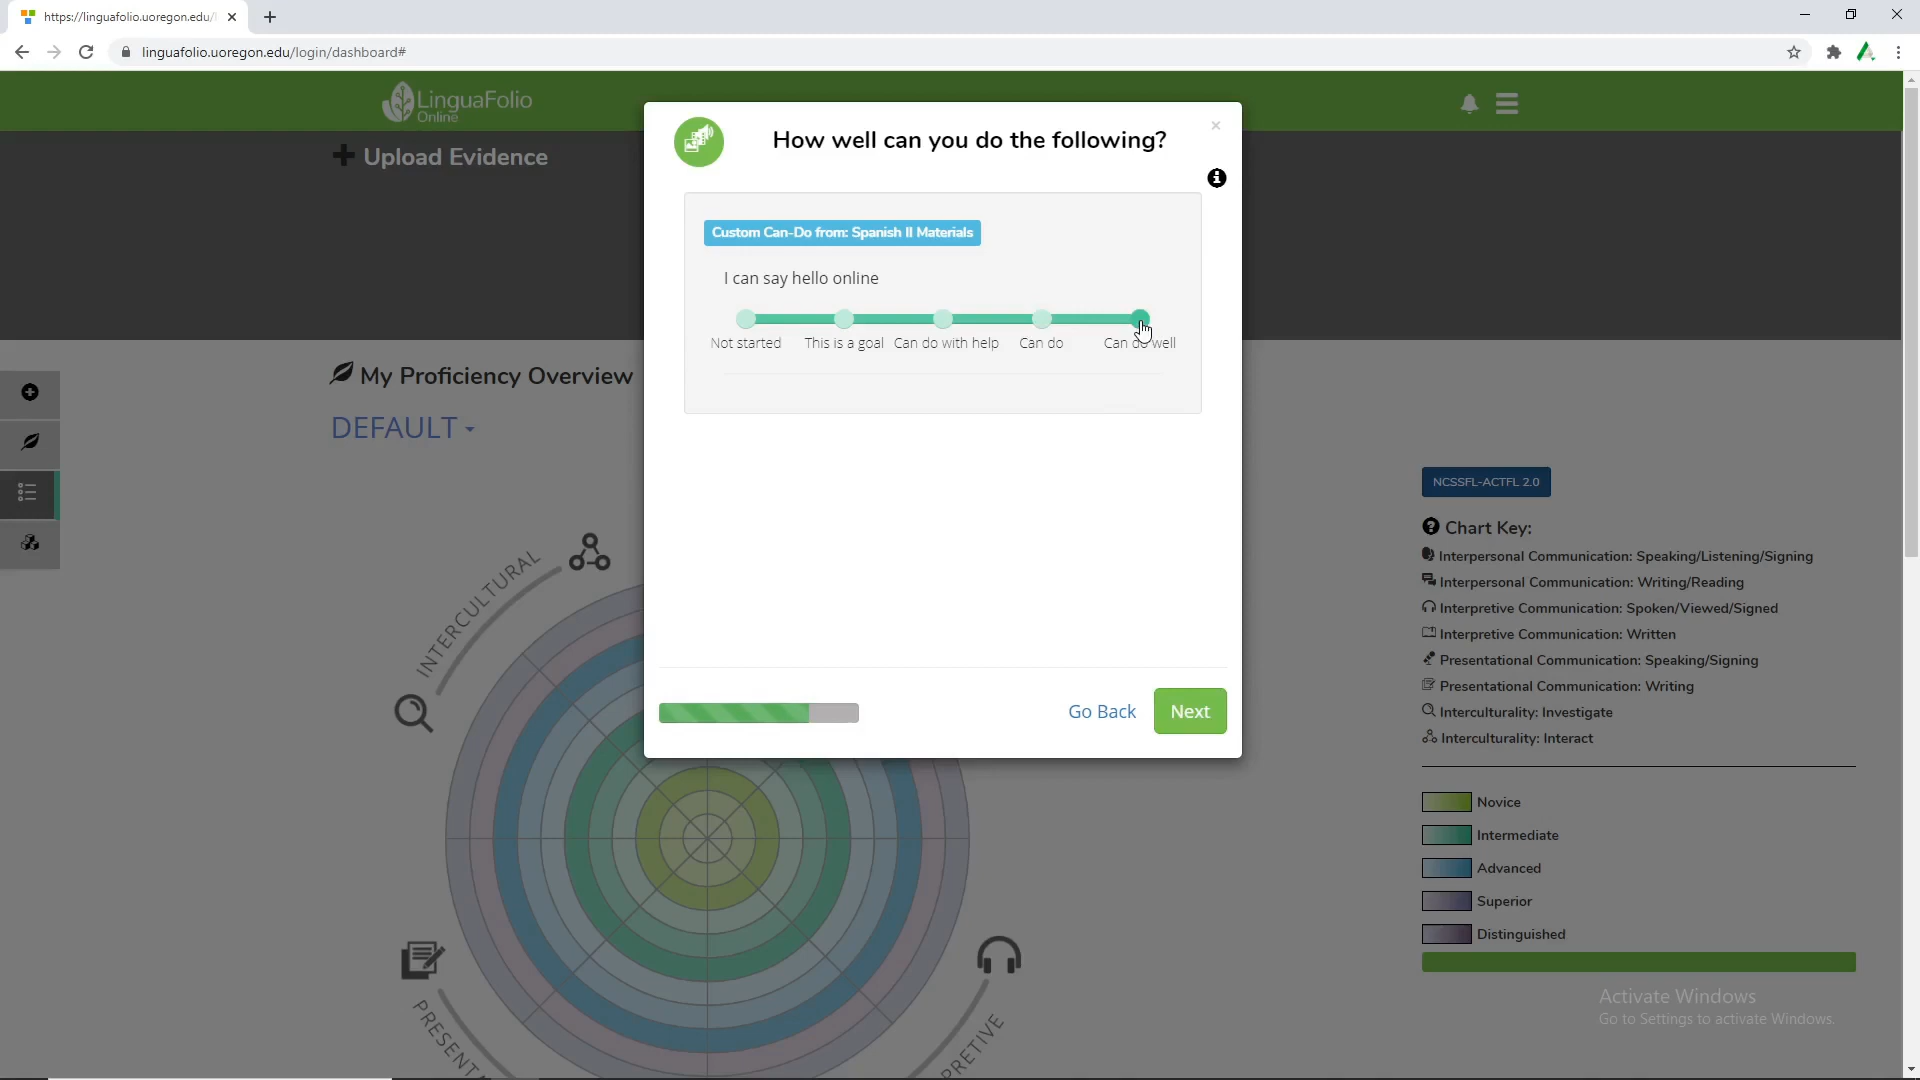 https://linguafolio.uoregon.edu/
linguafolio.uoregon.edu/login/dashboard#
LinguaFolio
Online
Upload Evidence
How well can you do the following?
Custom Can-Do from: Spanish II Materials
I can say hello online
Not started
This is a goal
Can do with help
Can do
Can do well
Go Back
Next
My Proficiency Overview
DEFAULT
INTERCULTURAL
NCSSFL-ACTFL 2.0
Chart Key:
Interpersonal Communication: Speaking/Listening/Signing
Interpersonal Communication: Writing/Reading
Interpretive Communication: Spoken/Viewed/Signed
Interpretive Communication: Written
Presentational Communication: Speaking/Signing
Presentational Communication: Writing
Interculturality: Investigate
Interculturality: Interact
Novice
Intermediate
Advanced
Superior
Distinguished
PRESENTA
PRETIVE
Activate Windows
Go to Settings to activate Windows.